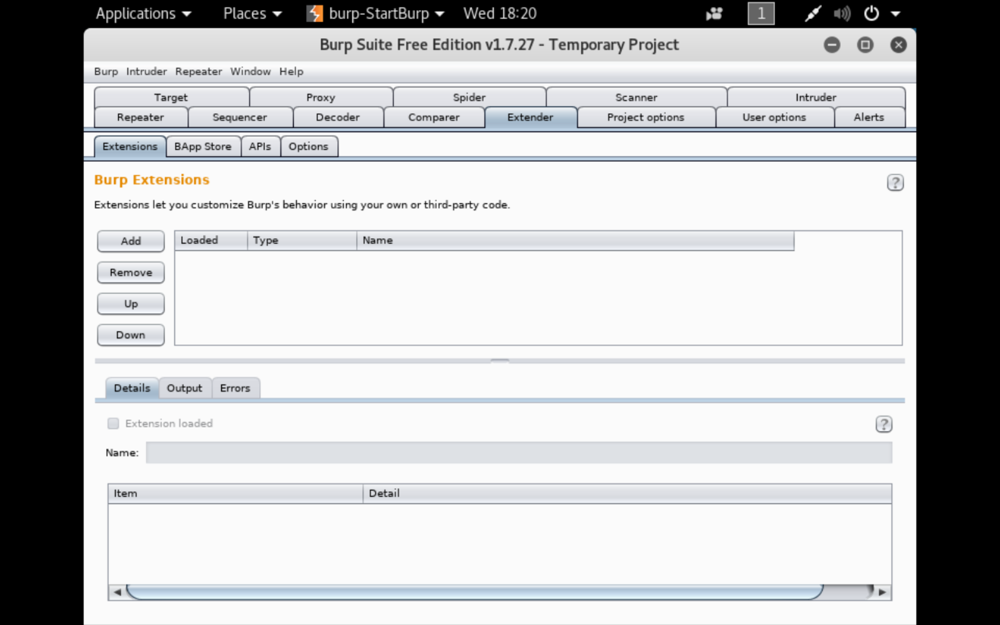 Applications Places burp-StartBurp Wed 18:20 1
Burp Suite Free Edition v1.7.27 - Temporary Project
Burp Intruder Repeater Window Help
Target Proxy Spider Scanner Intruder
Repeater Sequencer Decoder Comparer Extender Project options User options Alerts
Extensions BApp Store APIs Options
Burp Extensions ?
Extensions let you customize Burp's behavior using your own or third-party code.
Add Loaded Type Name
Remove
Up
Down
Details Output Errors
Extension loaded ?
Name:
Item Detail